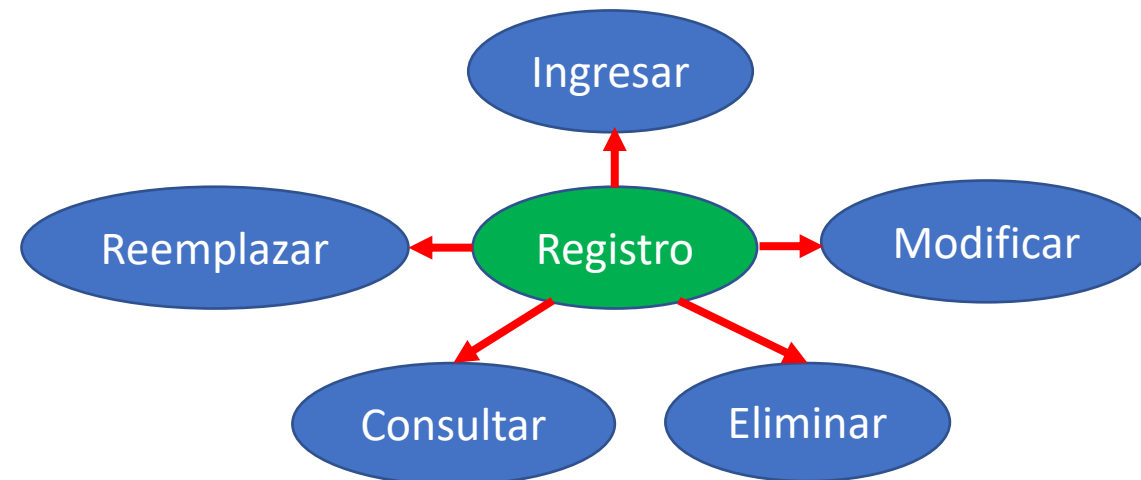 Ingresar
Reemplazar
Registro
Modificar
Consultar
Eliminar